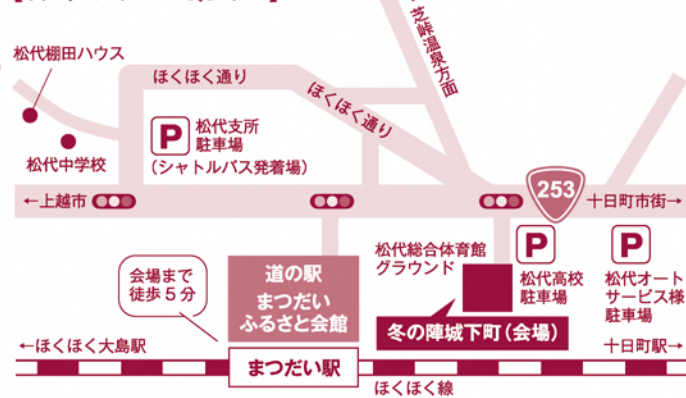 松代棚田ハウス
松代中学校
ほくほく通り
ほくほく通り
芝峠温泉方面
P
松代支所
駐車場
(シャトルバス発着場)
←上越市
253
十日町市街→
会場まで
徒歩5分
道の駅
まつだい
ふるさと会館
松代総合体育館
グラウンド
P
松代高校
駐車場
P
松代オート
サービス様
駐車場
冬の陣城下町(会場)
←ほくほく大島駅
まつだい駅
十日町駅→
ほくほく線